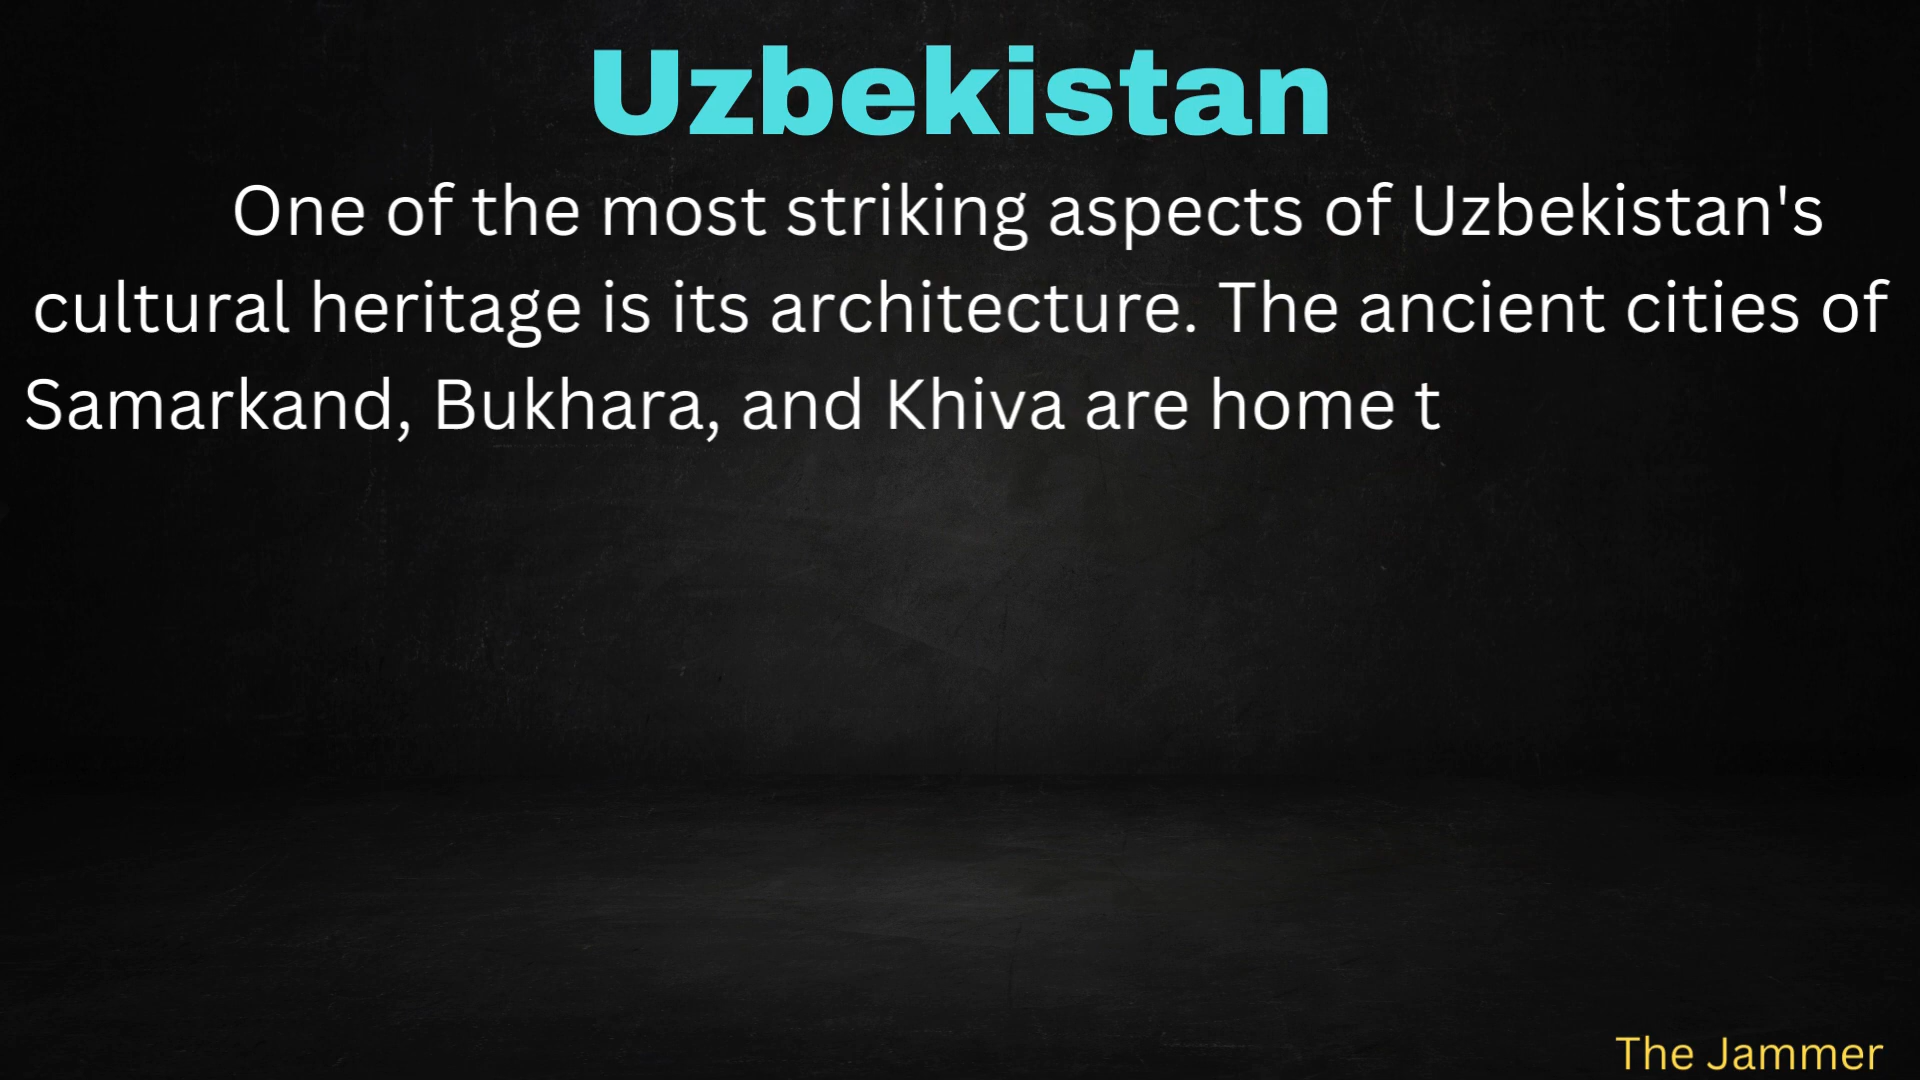 Uzbekistan
One of the most striking aspects of Uzbekistan's
cultural heritage is its architecture. The ancient cities of
Samarkand, Bukhara, and Khiva are home t
The Jammer